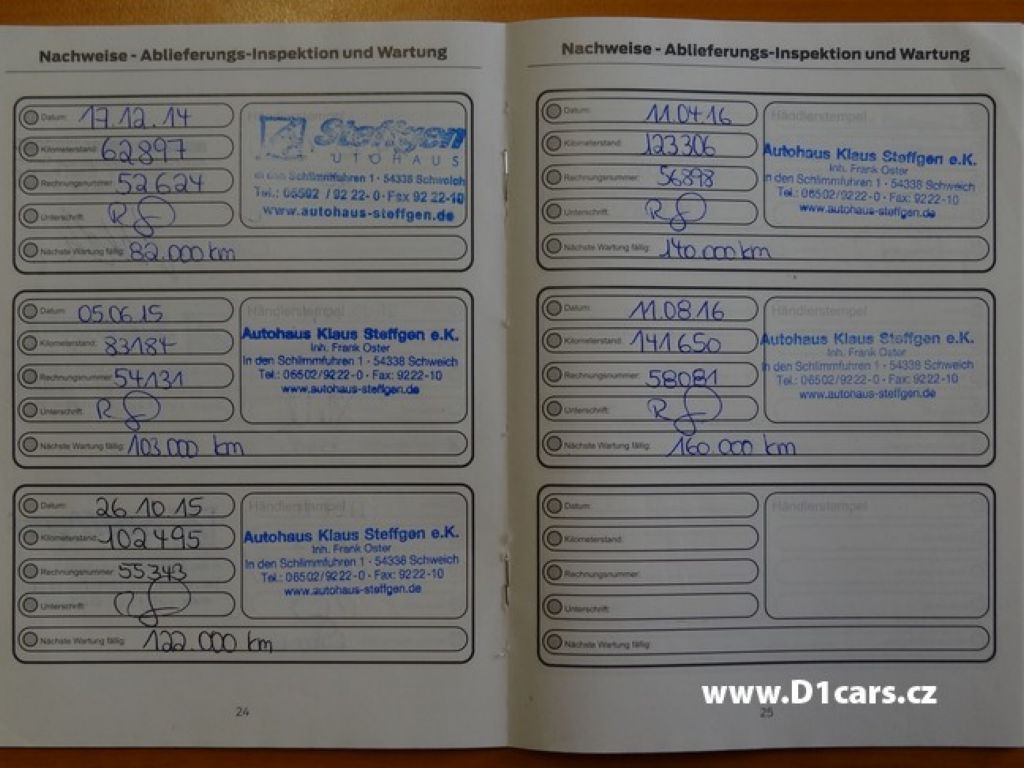 Nachweise - Ablieferungs-Inspektion und Wartung
Datum: 17.12.14
Kilometerstand: 62897
Rechnungsnummer: 52624
Unterschrift:
Nächste Wartung fällig: 82.000 km
Steffgen
UTOHAUS
In den Schlimmfuhren 1 · 54338 Schweich
Tel.: 06502 / 92 22-0 · Fax 92 22-10
www.autohaus-steffgen.de
Datum: 05.06.15
Kilometerstand: 83184
Rechnungsnummer: 54131
Unterschrift:
Nächste Wartung fällig: 103.000 km
Händlerstempel
Autohaus Klaus Steffgen e.K.
Inh. Frank Oster
In den Schlimmfuhren 1 · 54338 Schweich
Tel.: 06502/9222-0 · Fax: 9222-10
www.autohaus-steffgen.de
Datum: 26.10.15
Kilometerstand: 102495
Rechnungsnummer: 55343
Unterschrift:
Nächste Wartung fällig: 122.000 km
Händlerstempel
Autohaus Klaus Steffgen e.K.
Inh. Frank Oster
In den Schlimmfuhren 1 · 54338 Schweich
Tel.: 06502/9222-0 · Fax: 9222-10
www.autohaus-steffgen.de
24
Nachweise - Ablieferungs-Inspektion und Wartung
Datum: 11.04.16
Kilometerstand: 123306
Rechnungsnummer: 56898
Unterschrift:
Nächste Wartung fällig: 140.000 km
Händlerstempel
Autohaus Klaus Steffgen e.K.
Inh. Frank Oster
In den Schlimmfuhren 1 · 54338 Schweich
Tel.: 06502/9222-0 · Fax: 9222-10
www.autohaus-steffgen.de
Datum: 11.08.16
Kilometerstand: 141650
Rechnungsnummer: 58081
Unterschrift:
Nächste Wartung fällig: 160.000 km
Händlerstempel
Autohaus Klaus Steffgen e.K.
Inh. Frank Oster
In den Schlimmfuhren 1 · 54338 Schweich
Tel.: 06502/9222-0 · Fax: 9222-10
www.autohaus-steffgen.de
Datum:
Kilometerstand:
Rechnungsnummer:
Unterschrift:
Nächste Wartung fällig:
Händlerstempel
25
www.D1cars.cz